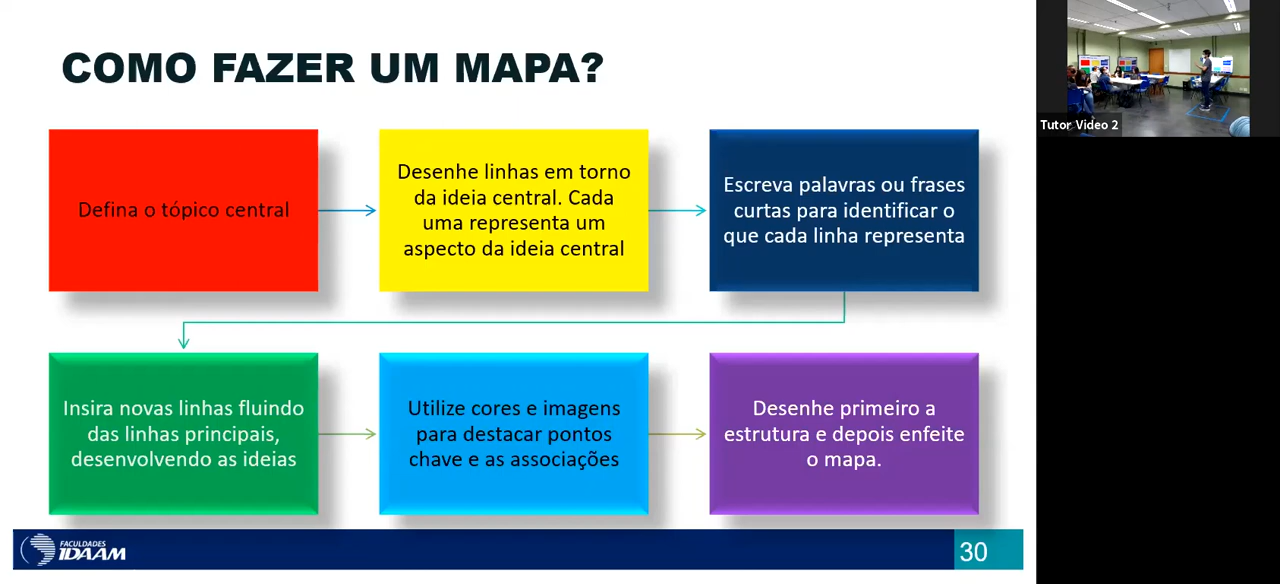 COMO FAZER UM MAPA?
Tutor Video 2
Defina o tópico central
Desenhe linhas em torno
da ideia central. Cada
uma representa um
aspecto da ideia central
Escreva palavras ou frases
curtas para identificar o
que cada linha representa
Insira novas linhas fluindo
das linhas principais,
desenvolvendo as ideias
Utilize cores e imagens
para destacar pontos
chave e as associações
Desenhe primeiro a
estrutura e depois enfeite
o mapa.
FACULDADES
IDAAM
30